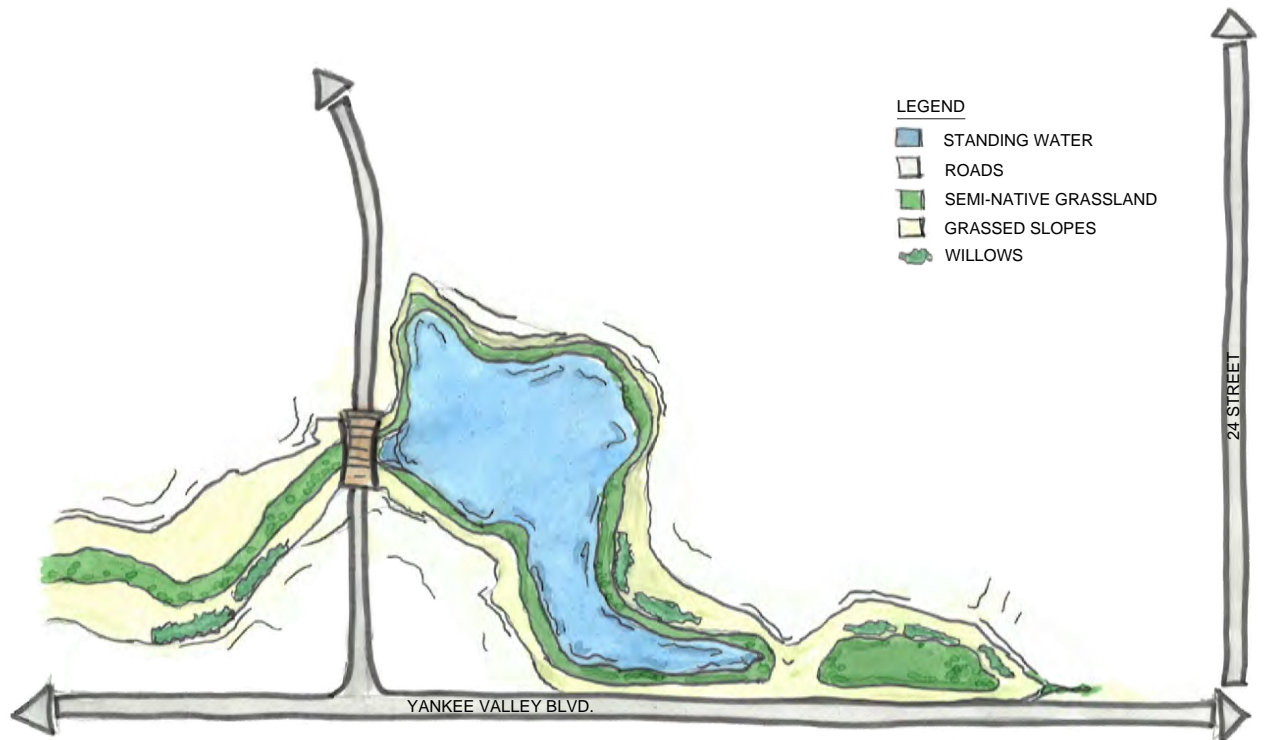 LEGEND
STANDING WATER
ROADS
SEMI-NATIVE GRASSLAND
GRASSED SLOPES
WILLOWS
24 STREET
YANKEE VALLEY BLVD.